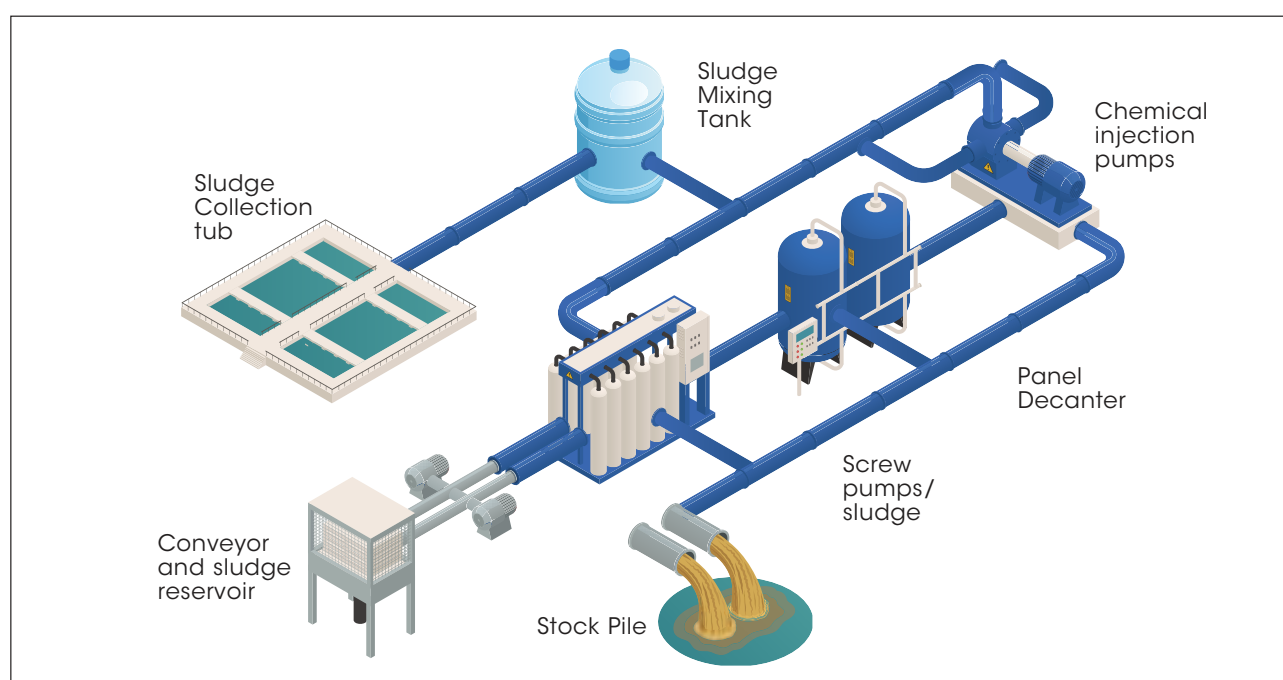 Sludge
Mixing
Tank
Chemical
injection
pumps
Sludge
Collection
tub
Panel
Decanter
Screw
pumps/
sludge
Conveyor
and sludge
reservoir
Stock Pile